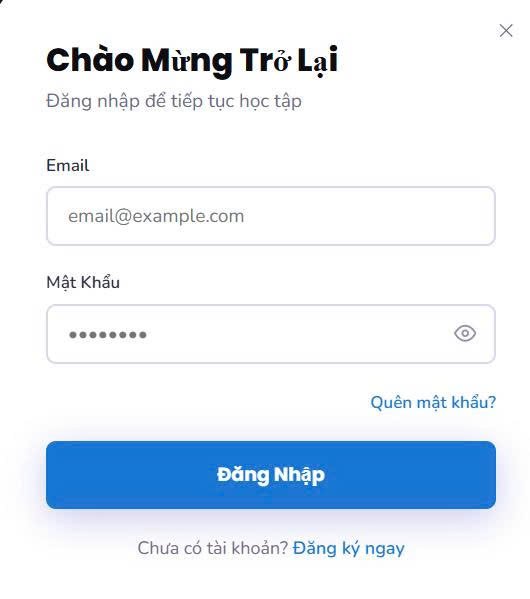 Chào Mừng Trở Lại
Đăng nhập để tiếp tục học tập
Email
email@example.com
Mật Khẩu
••••••••
Quên mật khẩu?
Đăng Nhập
Chưa có tài khoản? Đăng ký ngay